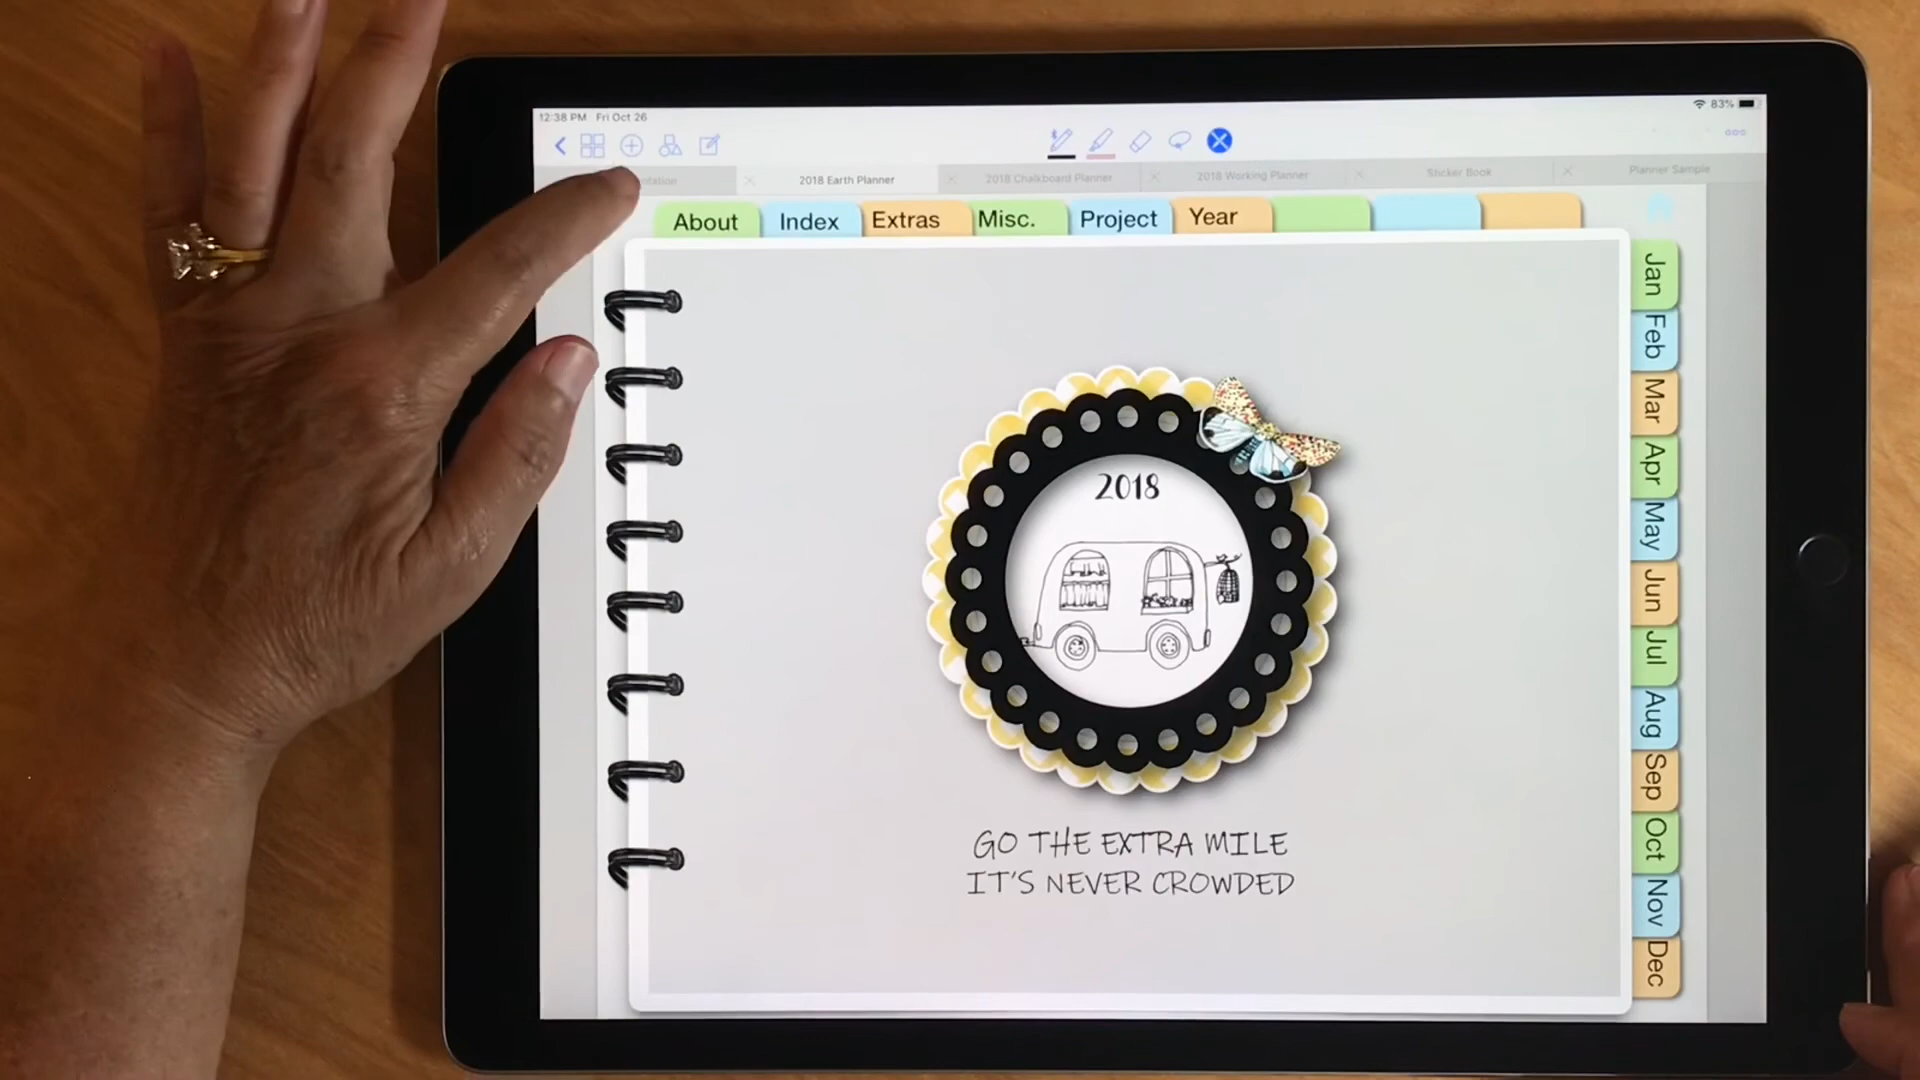 12:38 PM Fri Oct 26
83%
2018 Earth Planner
2018 Chalkboard Planner
2018 Working Planner
Sticker Book
Planner Sample
About
Index
Extras
Misc.
Project
Year
Jan
Feb
Mar
Apr
May
Jun
Jul
Aug
Sep
Oct
Nov
Dec
2018
GO THE EXTRA MILE
IT'S NEVER CROWDED